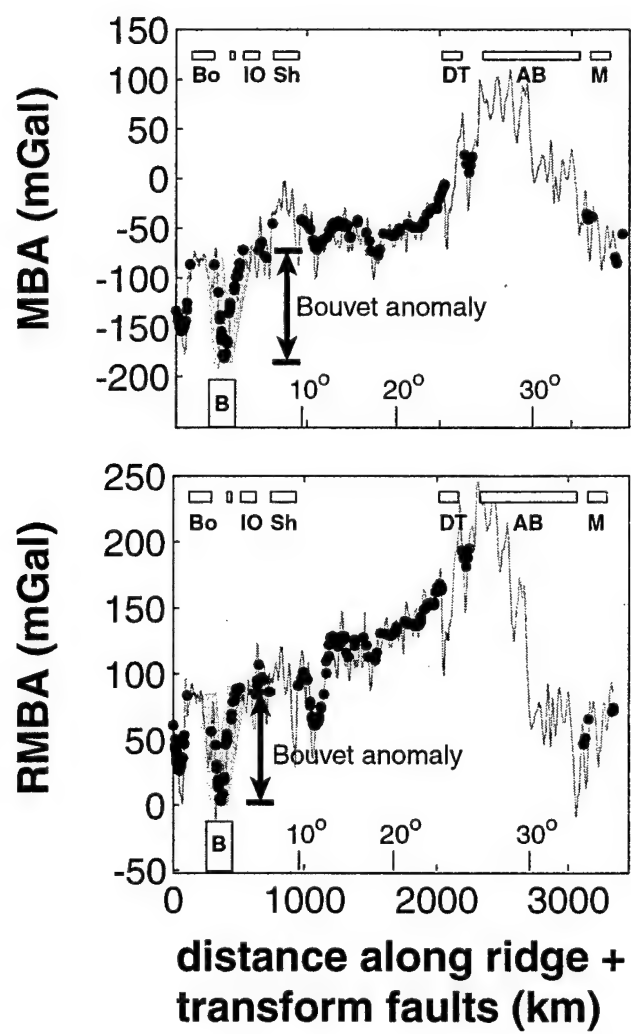 MBA (mGal)
150
100
50
0
-50
-100
-150
-200
Bo IO Sh DT AB M
Bouvet anomaly
B
10° 20° 30°
RMBA (mGal)
250
200
150
100
50
0
-50
Bo IO Sh DT AB M
Bouvet anomaly
B
10° 20° 30°
0 1000 2000 3000
distance along ridge +
transform faults (km)